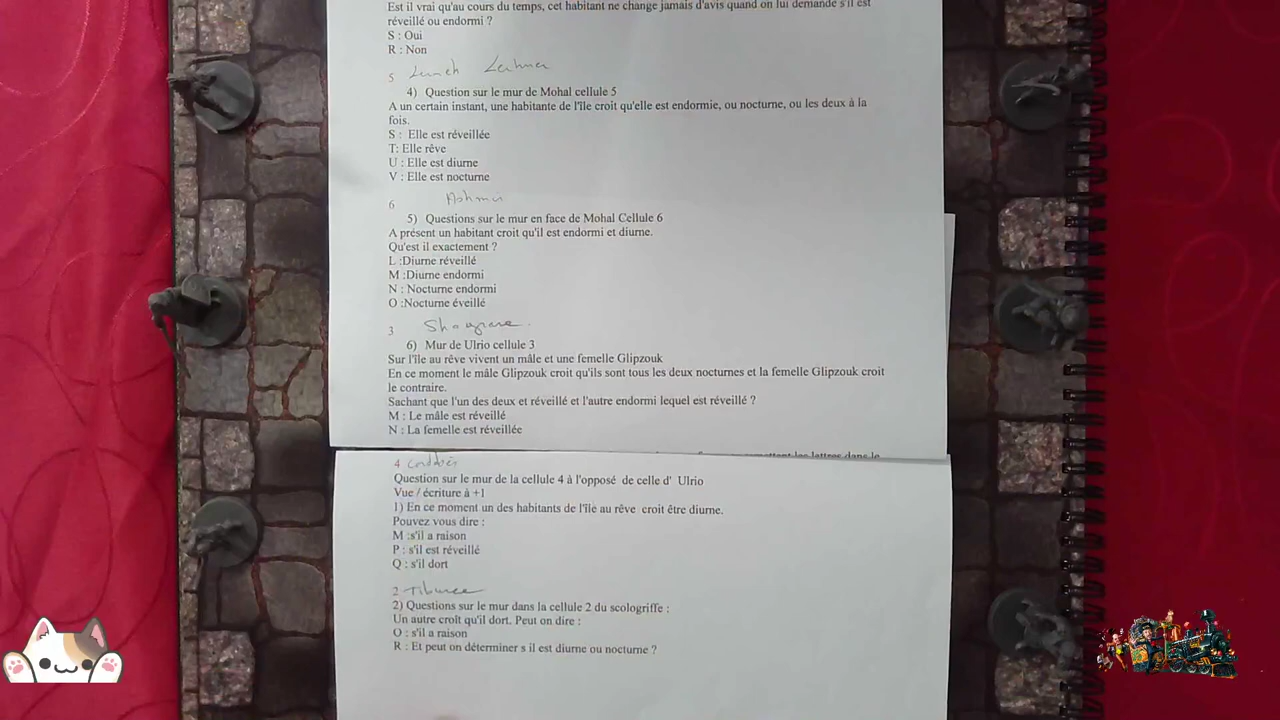 Est il vrai qu'au cours du temps, cet habitant ne change jamais d'avis quand on lui demande s'il est
réveillé ou endormi ?
S : Oui
R : Non
5
4) Question sur le mur de Mohal cellule 5
A un certain instant, une habitante de l'île croit qu'elle est endormie, ou nocturne, ou les deux à la
fois.
S : Elle est réveillée
T: Elle rêve
U : Elle est diurne
V : Elle est nocturne
6
5) Questions sur le mur en face de Mohal Cellule 6
A présent un habitant croit qu'il est endormi et diurne.
Qu'est il exactement ?
L :Diurne réveillé
M :Diurne endormi
N : Nocturne endormi
O :Nocturne éveillé
3
6) Mur de Ulrio cellule 3
Sur l'île au rêve vivent un mâle et une femelle Glipzouk
En ce moment le mâle Glipzouk croit qu'ils sont tous les deux nocturnes et la femelle Glipzouk croit
le contraire.
Sachant que l'un des deux et réveillé et l'autre endormi lequel est réveillé ?
M : Le mâle est réveillé
N : La femelle est réveillée
4
Question sur le mur de la cellule 4 à l'opposé de celle d' Ulrio
Vue / écriture à +1
1) En ce moment un des habitants de l'île au rêve croit être diurne.
Pouvez vous dire :
M :s'il a raison
P : s'il est réveillé
Q : s'il dort
2
2) Questions sur le mur dans la cellule 2 du scologriffe :
Un autre croît qu'il dort. Peut on dire :
O : s'il a raison
R : Et peut on déterminer s il est diurne ou nocturne ?